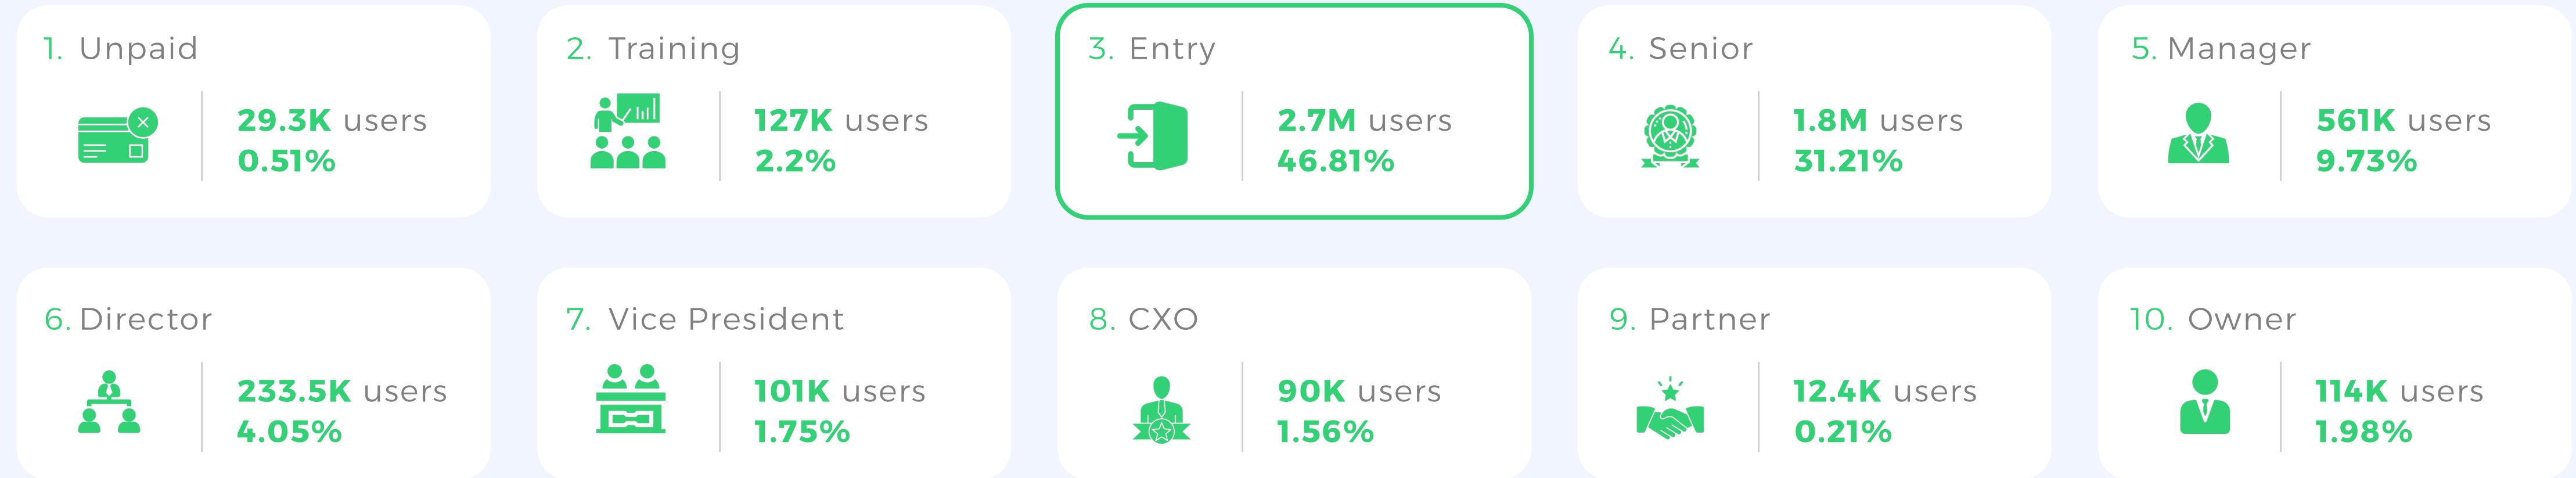 1. Unpaid
29.3K users
0.51%
2. Training
127K users
2.2%
3. Entry
2.7M users
46.81%
4. Senior
1.8M users
31.21%
5. Manager
561K users
9.73%
6. Director
233.5K users
4.05%
7. Vice President
101K users
1.75%
8. CXO
90K users
1.56%
9. Partner
12.4K users
0.21%
10. Owner
114K users
1.98%